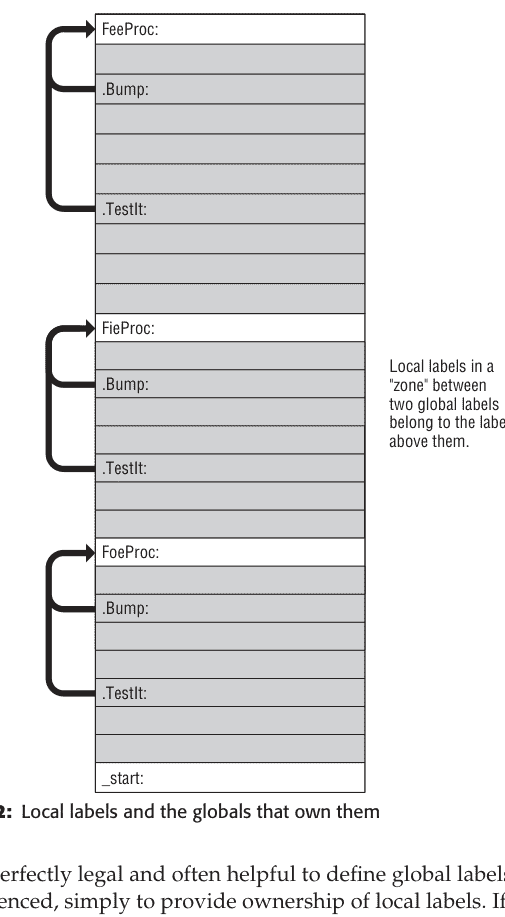 FeeProc:
.Bump:
.TestIt:
FieProc:
Local labels in a
"zone" between
two global labels
belong to the labe
above them.
.Bump:
.TestIt:
FoeProc:
.Bump:
.TestIt:
_start:
2: Local labels and the globals that own them
erfectly legal and often helpful to define global labels
enced, simply to provide ownership of local labels. If